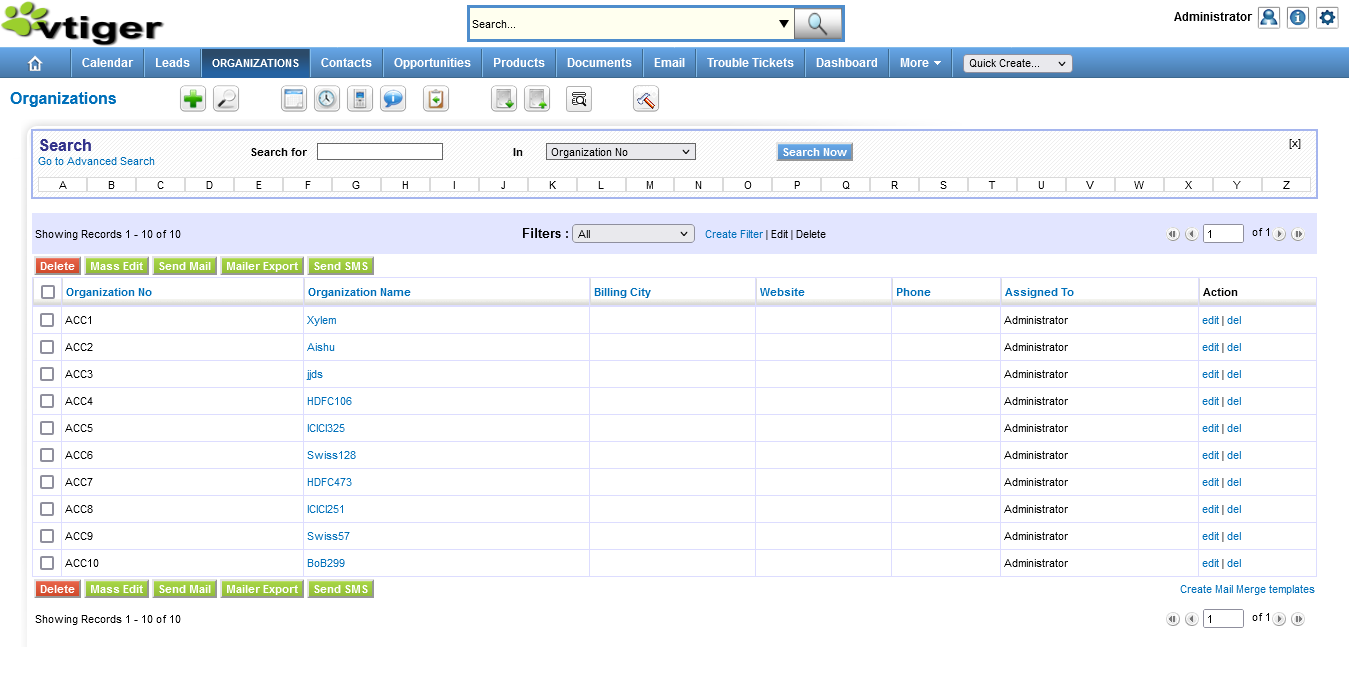 vtiger
Search...
Administrator
Calendar Leads ORGANIZATIONS Contacts Opportunities Products Documents Email Trouble Tickets Dashboard More Quick Create...
Organizations
Search
Go to Advanced Search
Search for In Organization No Search Now [x]
A B C D E F G H I J K L M N O P Q R S T U V W X Y Z
Showing Records 1 - 10 of 10 Filters : All Create Filter | Edit | Delete 1 of 1
Delete Mass Edit Send Mail Mailer Export Send SMS
Organization No Organization Name Billing City Website Phone Assigned To Action
ACC1 Xylem Administrator edit | del
ACC2 Aishu Administrator edit | del
ACC3 jjds Administrator edit | del
ACC4 HDFC106 Administrator edit | del
ACC5 ICICI325 Administrator edit | del
ACC6 Swiss128 Administrator edit | del
ACC7 HDFC473 Administrator edit | del
ACC8 ICICI251 Administrator edit | del
ACC9 Swiss57 Administrator edit | del
ACC10 BoB299 Administrator edit | del
Delete Mass Edit Send Mail Mailer Export Send SMS Create Mail Merge templates
Showing Records 1 - 10 of 10 1 of 1